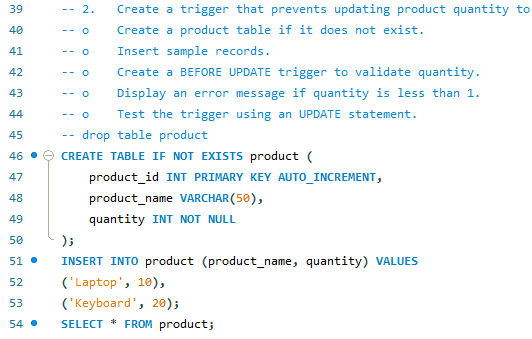 39 -- 2. Create a trigger that prevents updating product quantity to
40 -- o Create a product table if it does not exist.
41 -- o Insert sample records.
42 -- o Create a BEFORE UPDATE trigger to validate quantity.
43 -- o Display an error message if quantity is less than 1.
44 -- o Test the trigger using an UPDATE statement.
45 -- drop table product
46 CREATE TABLE IF NOT EXISTS product (
47 product_id INT PRIMARY KEY AUTO_INCREMENT,
48 product_name VARCHAR(50),
49 quantity INT NOT NULL
50 );
51 INSERT INTO product (product_name, quantity) VALUES
52 ('Laptop', 10),
53 ('Keyboard', 20);
54 SELECT * FROM product;